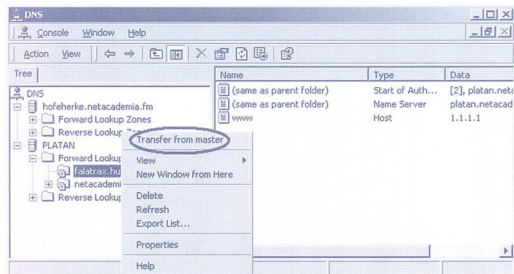 DNS
Console Window Help
Action View
Tree
Name Type Data
DNS
hofeherke.netacademia.fm
Forward Lookup Zones
Reverse Lookup
PLATAN
Forward Lookup
falatrax.hu
netacademi
Reverse Lookup
(same as parent folder) Start of Auth... [2], platan.neta
(same as parent folder) Name Server platan.netacad
www Host 1.1.1.1
Transfer from master
View
New Window from Here
Delete
Refresh
Export List...
Properties
Help